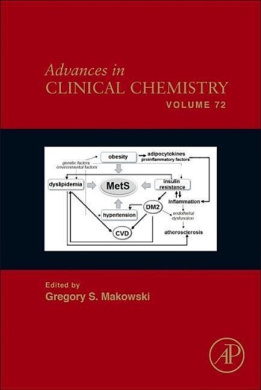 Advances in
CLINICAL CHEMISTRY
VOLUME 72
genetic factors
environmental factors
obesity
adipocytokines
proinflammatory factors
dyslipidemia
MetS
insulin
resistance
inflammation
hypertension
DM2
endothelial
dysfunction
CVD
atherosclerosis
Edited by
Gregory S. Makowski
AP